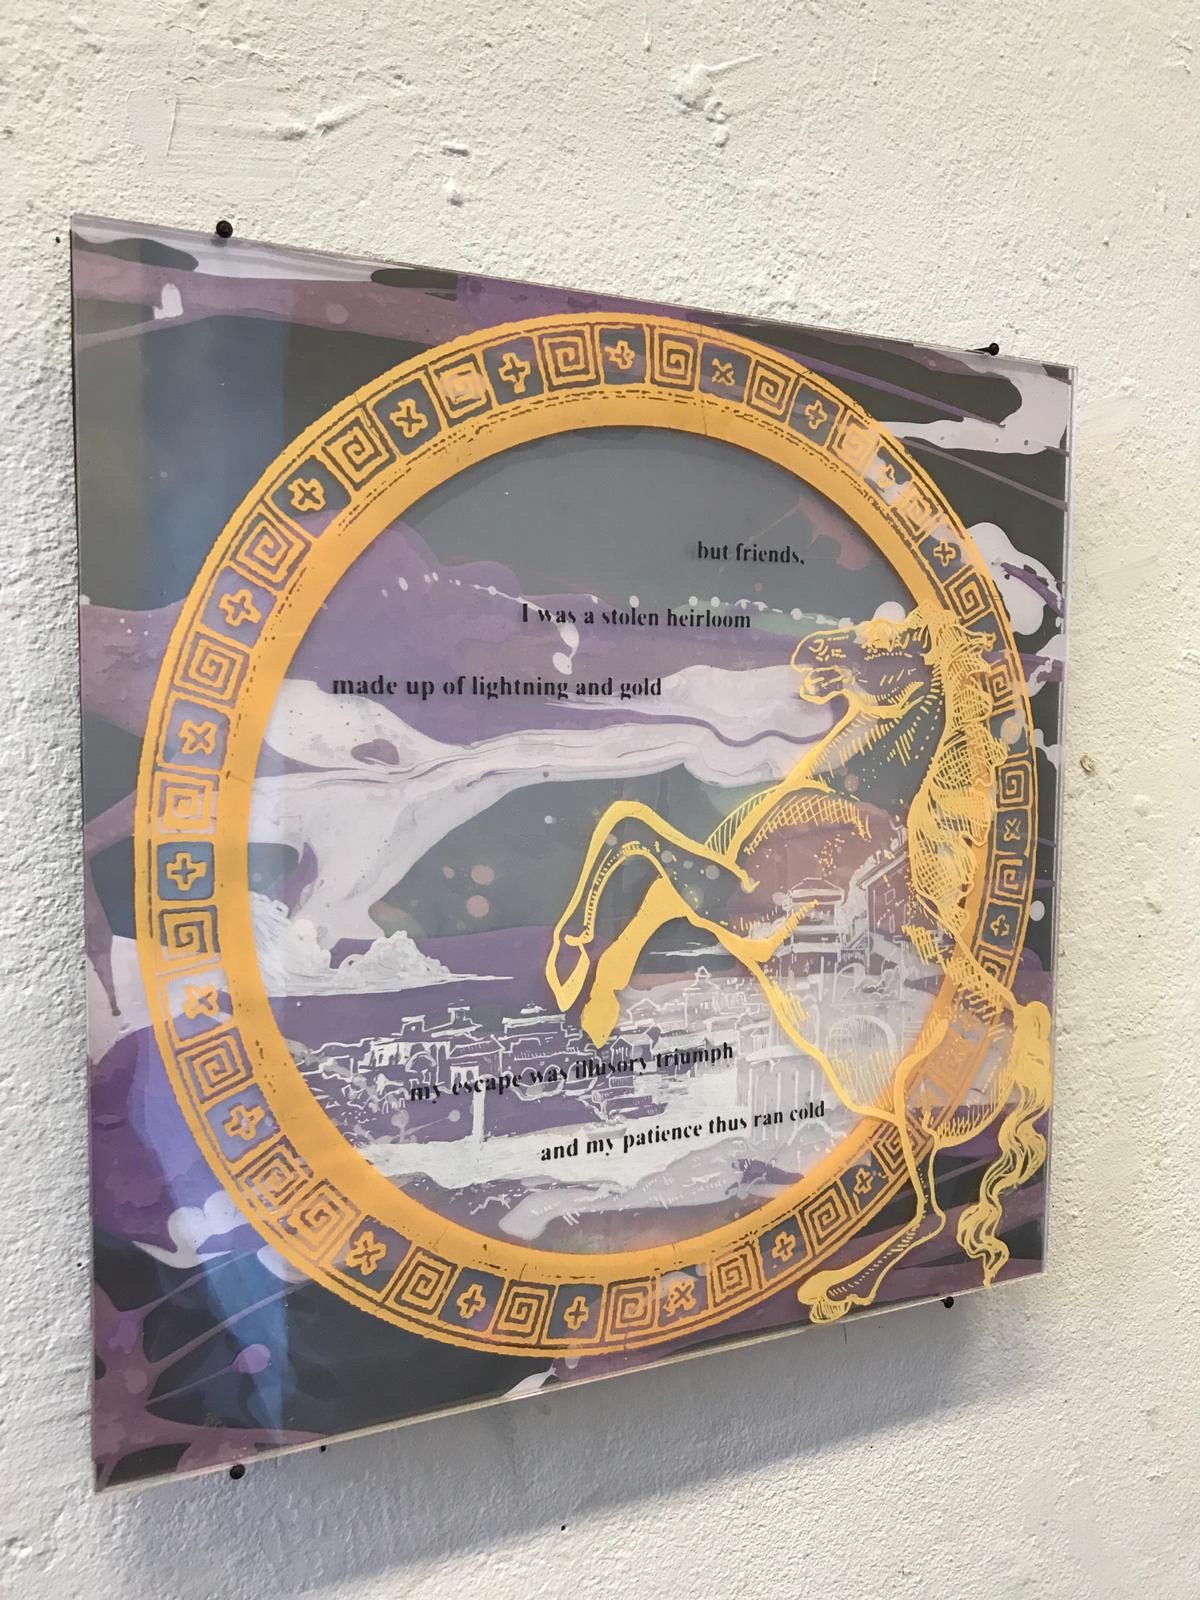 but friends,
I was a stolen heirloom
made up of lightning and gold
my escape was illusory triumph
and my patience thus ran cold